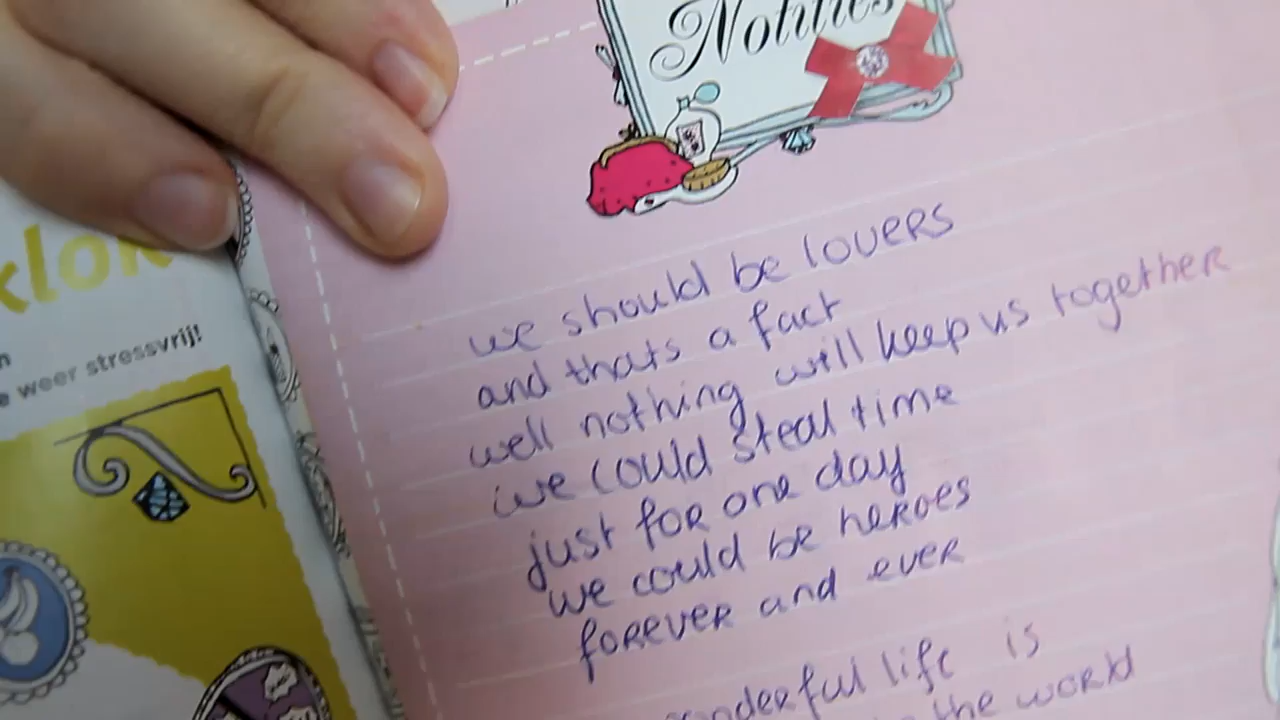 Notities
we should be lovers
and thats a fact
well nothing will keep us together
we could steal time
just for one day
we could be heroes
forever and ever
life is
the world
weer stressvrij!